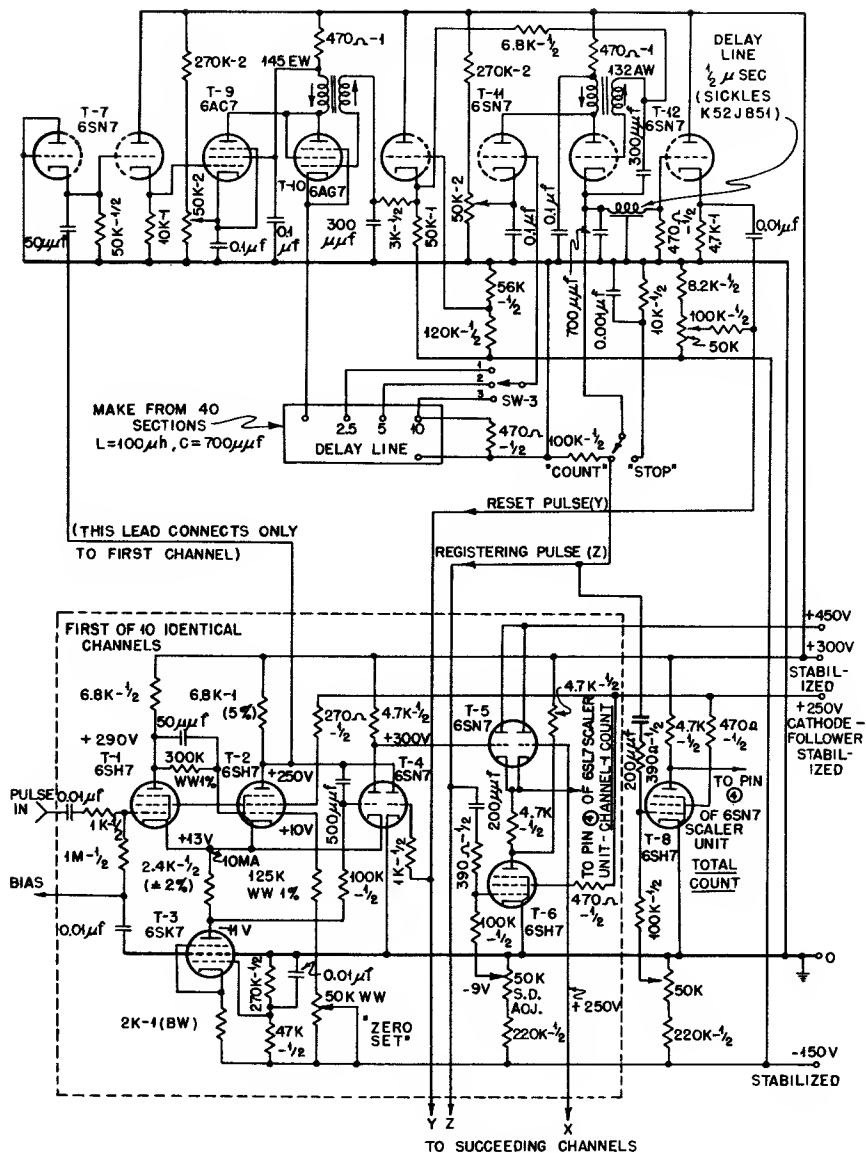 470Ω-1
145 EW
270K-2
T-9
6AC7
T-7
6SN7
T-10
6AG7
50μμf
50K-1/2
10K-1
50K-2
0.1μf
0.1
μf
300
μμf
3K-1/2
50K-1
6.8K-1/2
270K-2
T-11
6SN7
50K-2
0.1μf
0.1μf
470Ω-1
132AW
300μμf
T-12
6SN7
DELAY
LINE
1/2 μ SEC
(SICKLES
K52J851)
700μμf
470Ω-1/2
4.7K-1
0.01μf
56K
-1/2
120K-1/2
0.001μf
10K-1/2
8.2K-1/2
100K-1/2
50K
1
2
3
SW-3
MAKE FROM 40
SECTIONS
L=100μh, C=700μμf
2.5
5
10
DELAY LINE
470Ω
-1/2
100K-1/2
"COUNT"
"STOP"
RESET PULSE(Y)
(THIS LEAD CONNECTS ONLY
TO FIRST CHANNEL)
REGISTERING PULSE (Z)
FIRST OF 10 IDENTICAL
CHANNELS
+450V
+300V
STABIL-
IZED
+250V
CATHODE-
FOLLOWER
STABIL-
IZED
6.8K-1/2
6.8K-1
(5%)
50μμf
+290V
T-1
6SH7
300K
WW1%
T-2
6SH7
+250V
+10V
270Ω
-1/2
4.7K-1/2
+300V
T-4
6SN7
500μμf
T-5
6SN7
4.7K-1/2
200μμf
4.7K
-1/2
390Ω-1/2
TO PIN ④ OF 6SL7 SCALER
UNIT-CHANNEL-1 COUNT
200μμf
390Ω-1/2
4.7K-1/2
470Ω
-1/2
TO PIN
④
OF 6SN7
SCALER
UNIT
TOTAL
COUNT
T-8
6SH7
PULSE
IN
0.01μf
1K-1/2
1M-1/2
BIAS
0.01μf
+13V
10MA
2.4K-1/2
(±2%)
125K
WW 1%
100K
-1/2
1K-1/2
T-3
6SK7
-11V
T-6
6SH7
100K
-1/2
470Ω
-1/2
100K-1/2
0
270K-1/2
0.01μf
50K WW
2K-1(BW)
47K
-1/2
"ZERO
SET"
-9V
50K
S.D.
ADJ.
220K-1/2
+250V
50K
220K-1/2
-150V
STABILIZED
Y
Z
X
TO SUCCEEDING CHANNELS